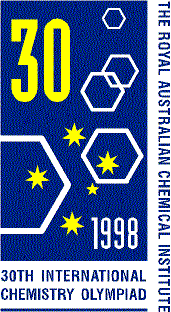 30
1998
30TH INTERNATIONAL
CHEMISTRY OLYMPIAD
THE ROYAL AUSTRALIAN CHEMICAL INSTITUTE